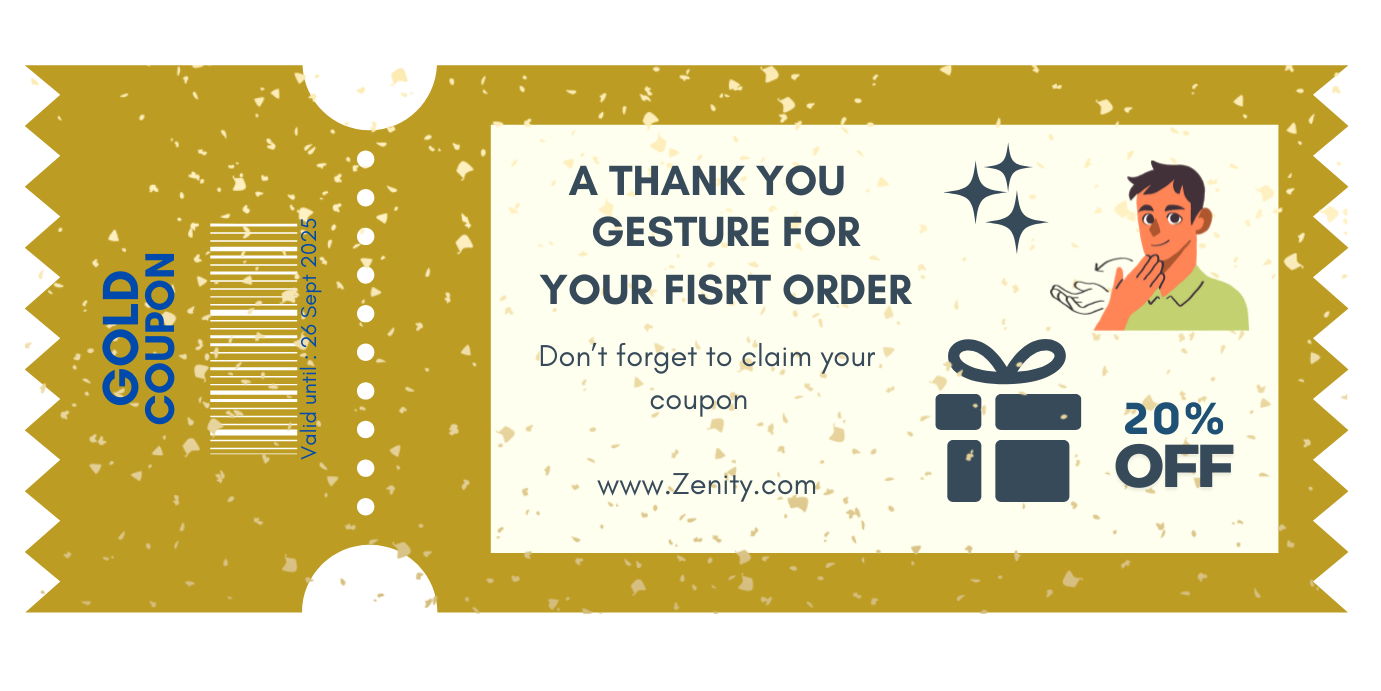 GOLD
COUPON
Valid until : 26 Sept 2025
A THANK YOU
GESTURE FOR
YOUR FISRT ORDER
Don’t forget to claim your
coupon
www.Zenity.com
20%
OFF